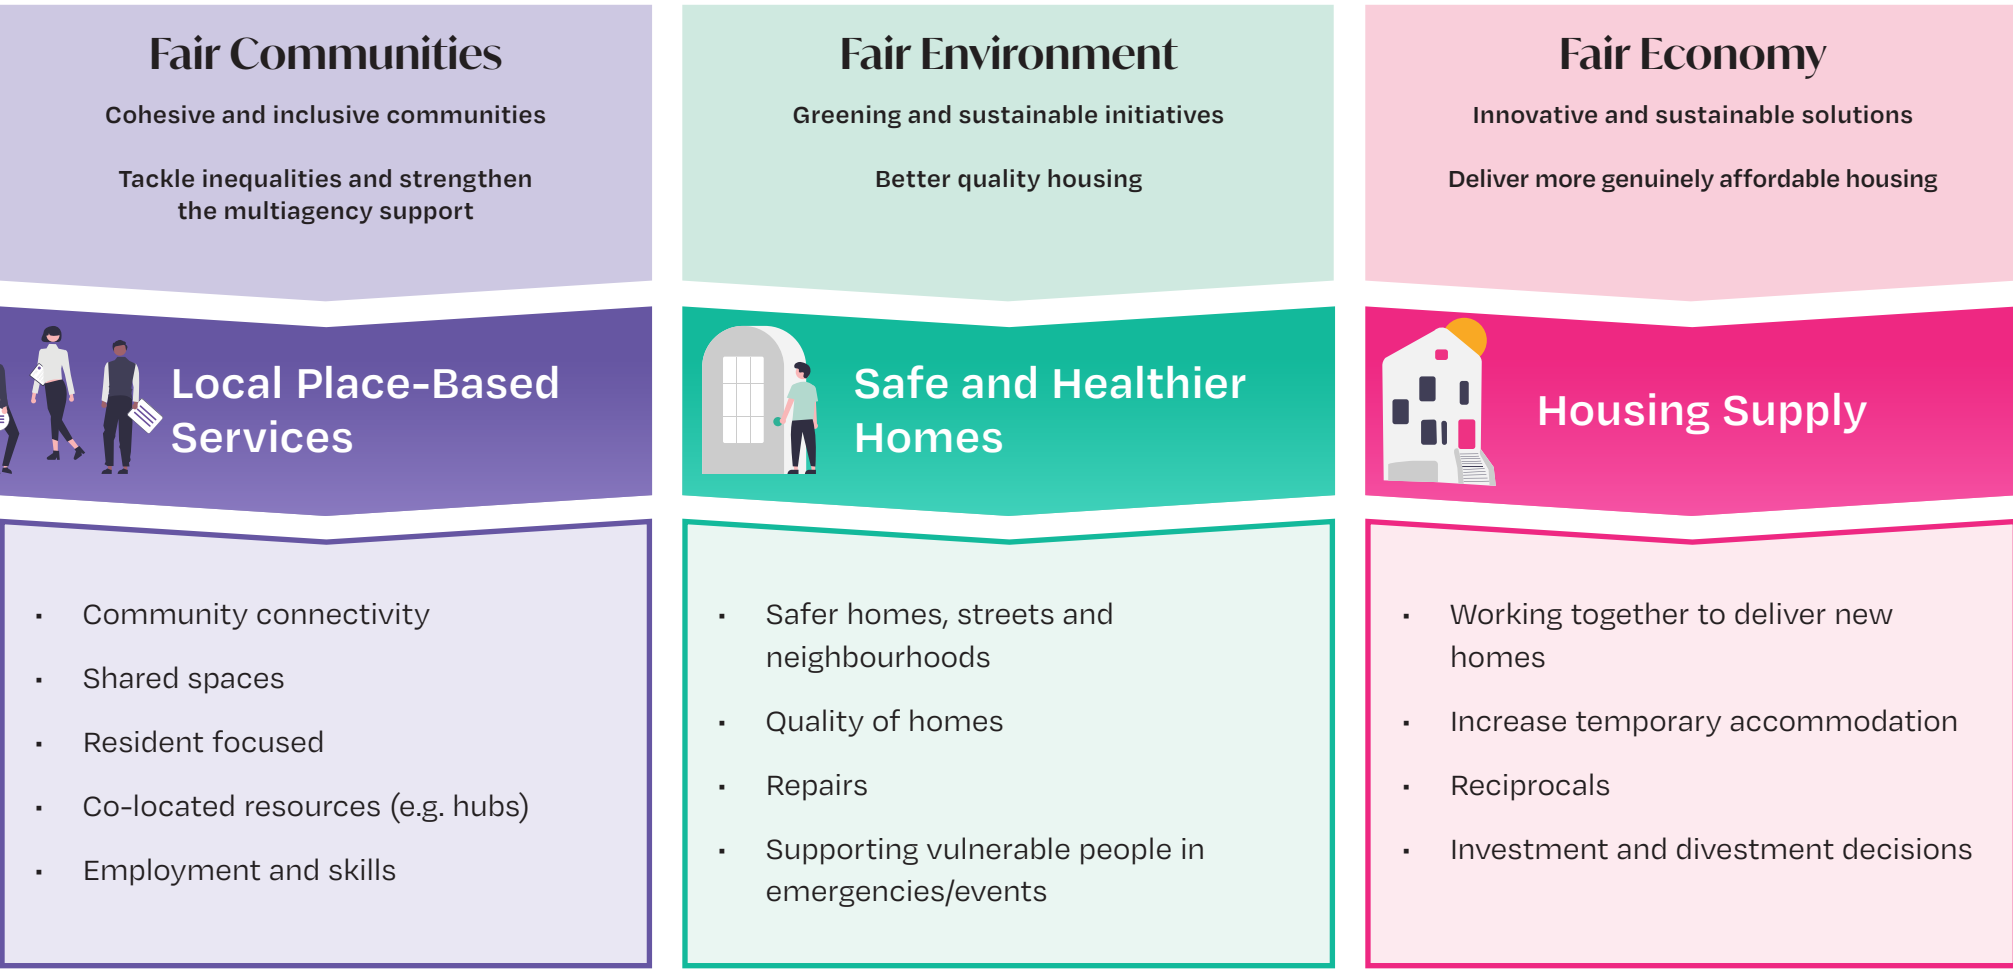 Fair Communities
Cohesive and inclusive communities
Tackle inequalities and strengthen
the multiagency support
Local Place-Based
Services
▪ Community connectivity
▪ Shared spaces
▪ Resident focused
▪ Co-located resources (e.g. hubs)
▪ Employment and skills
Fair Environment
Greening and sustainable initiatives
Better quality housing
Safe and Healthier
Homes
▪ Safer homes, streets and
neighbourhoods
▪ Quality of homes
▪ Repairs
▪ Supporting vulnerable people in
emergencies/events
Fair Economy
Innovative and sustainable solutions
Deliver more genuinely affordable housing
Housing Supply
▪ Working together to deliver new
homes
▪ Increase temporary accommodation
▪ Reciprocals
▪ Investment and divestment decisions